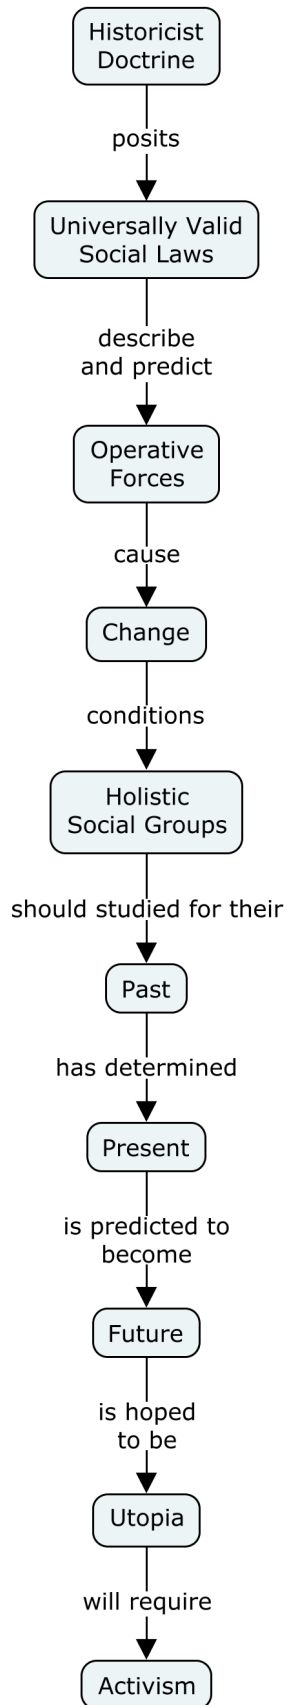 Historicist
Doctrine
posits
Universally Valid
Social Laws
describe
and predict
Operative
Forces
cause
Change
conditions
Holistic
Social Groups
should studied for their
Past
has determined
Present
is predicted to
become
Future
is hoped
to be
Utopia
will require
Activism